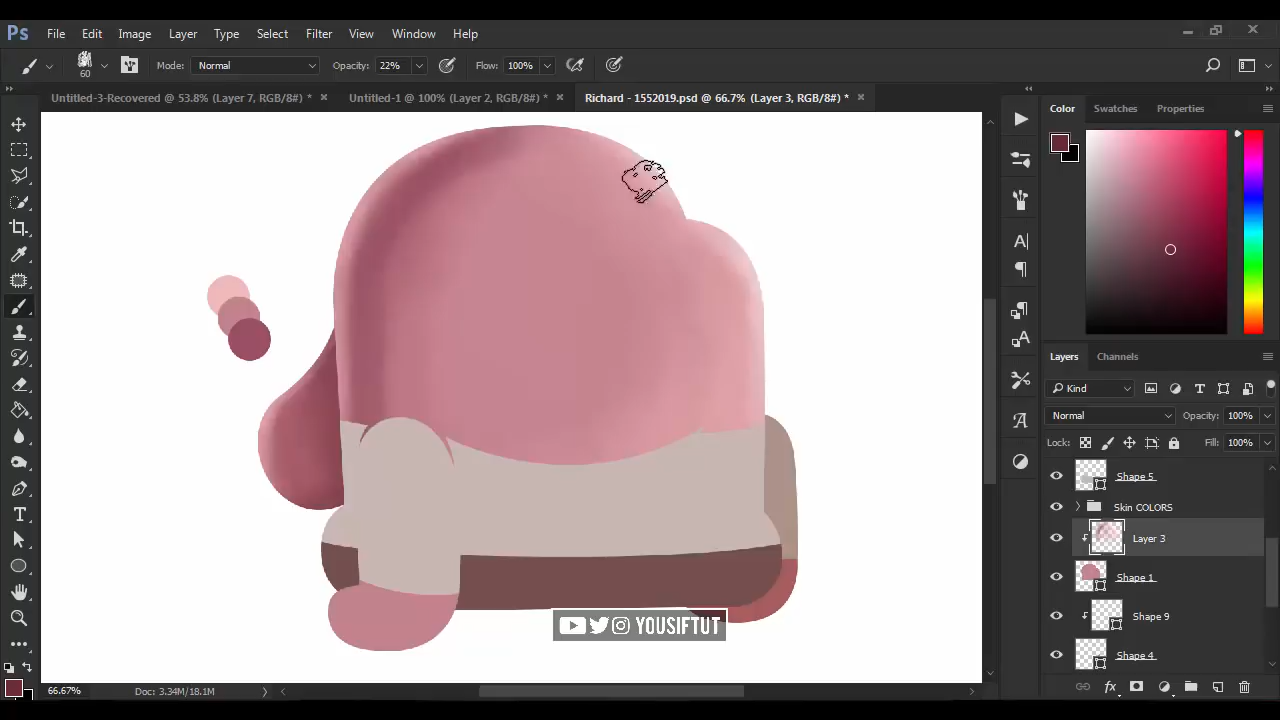 Ps File Edit Image Layer Type Select Filter View Window Help
60 Mode: Normal Opacity: 22% Flow: 100%
Untitled-3-Recovered @ 53.8% (Layer 7, RGB/8#) * Untitled-1 @ 100% (Layer 2, RGB/8#) * Richard - 1552019.psd @ 66.7% (Layer 3, RGB/8#) *
Color Swatches Properties
Layers Channels
Kind
Normal Opacity: 100%
Lock: Fill: 100%
Shape 5
Skin COLORS
Layer 3
Shape 1
Shape 9
Shape 4
YOUSIFTUT
66.67% Doc: 3.34M/18.1M